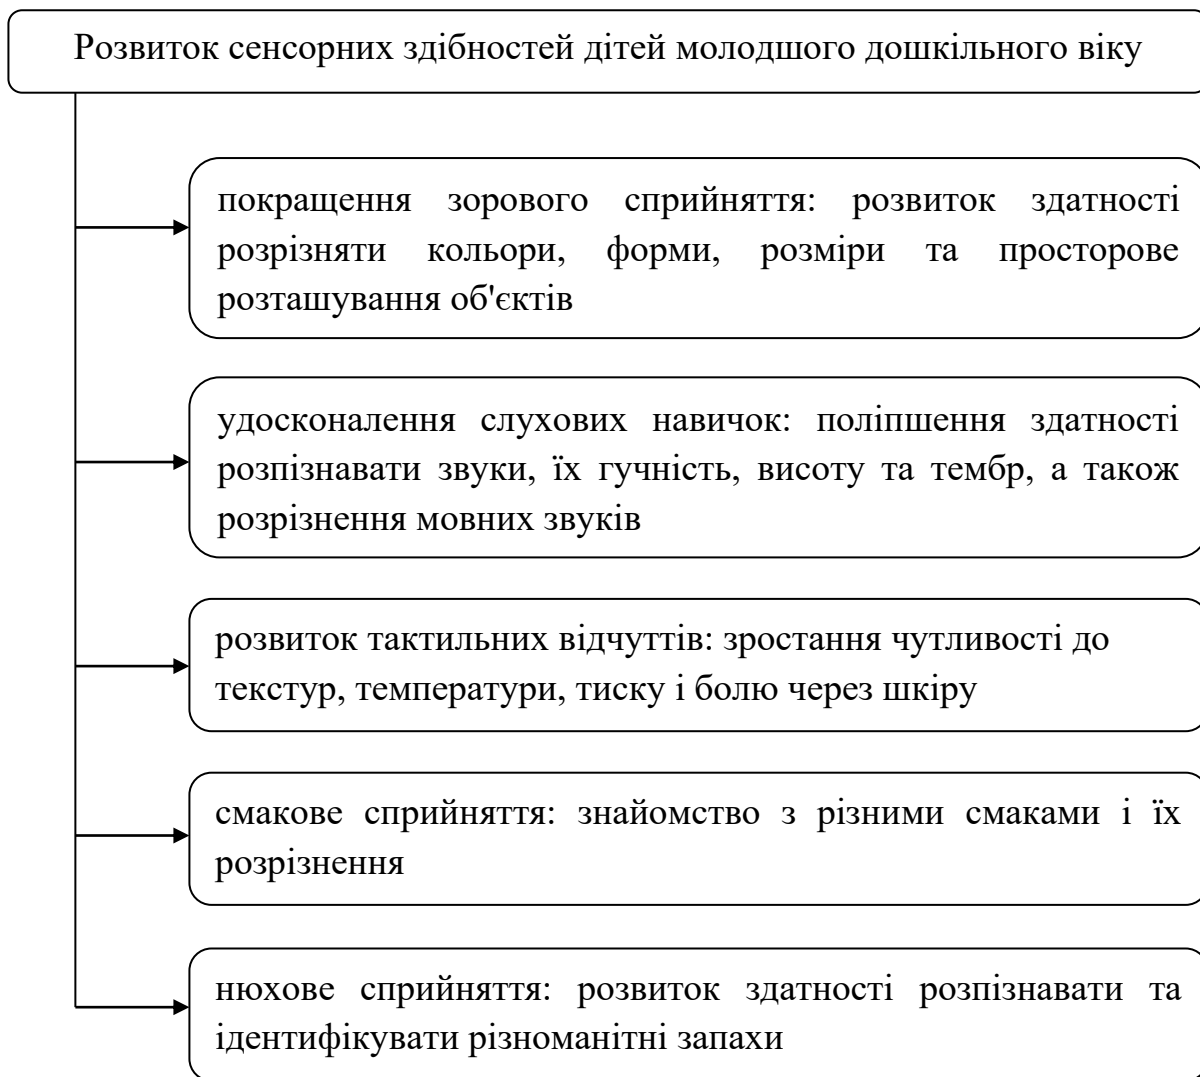 Розвиток сенсорних здібностей дітей молодшого дошкільного віку
покращення зорового сприйняття: розвиток здатності
розрізняти кольори, форми, розміри та просторове
розташування об'єктів
удосконалення слухових навичок: поліпшення здатності
розпізнавати звуки, їх гучність, висоту та тембр, а також
розрізнення мовних звуків
розвиток тактильних відчуттів: зростання чутливості до
текстур, температури, тиску і болю через шкіру
смакове сприйняття: знайомство з різними смаками і їх
розрізнення
нюхове сприйняття: розвиток здатності розпізнавати та
ідентифікувати різноманітні запахи